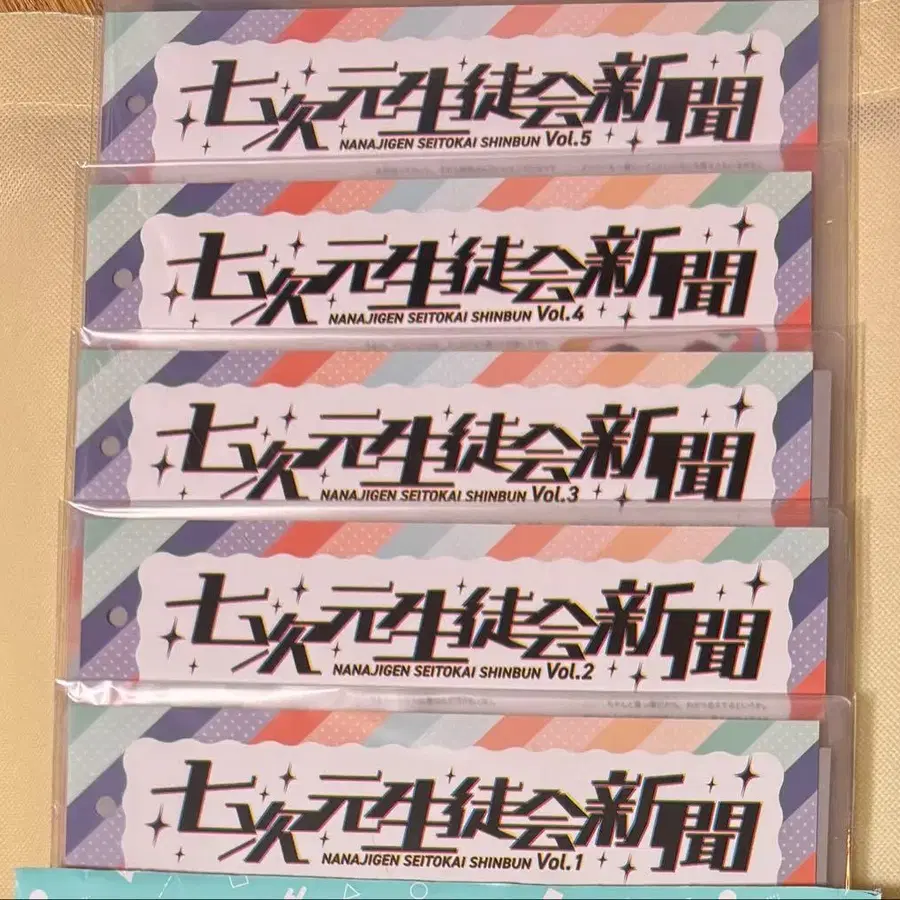 七次元生徒会新聞
NANAJIGEN SEITOKAI SHINBUN Vol.5
七次元生徒会新聞
NANAJIGEN SEITOKAI SHINBUN Vol.4
七次元生徒会新聞
NANAJIGEN SEITOKAI SHINBUN Vol.3
七次元生徒会新聞
NANAJIGEN SEITOKAI SHINBUN Vol.2
七次元生徒会新聞
NANAJIGEN SEITOKAI SHINBUN Vol.1